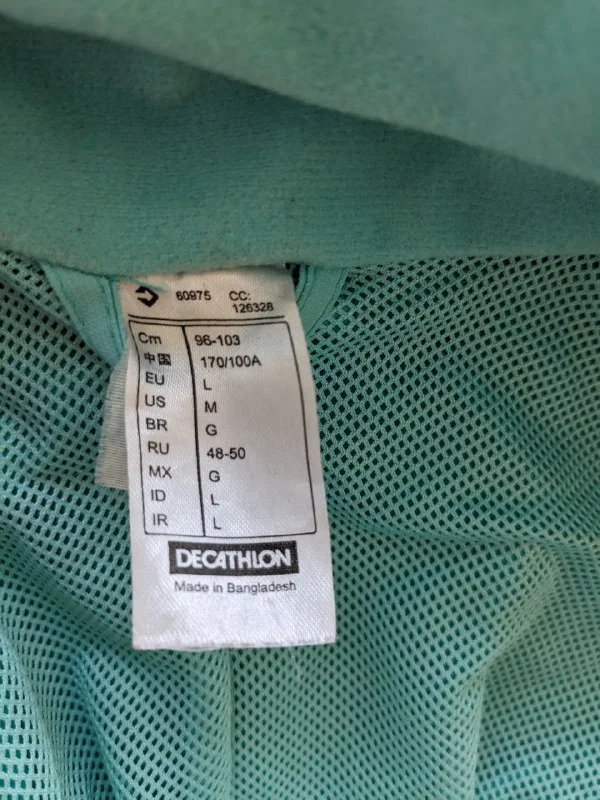 60975 CC: 126328
Cm 96-103
中国 170/100A
EU L
US M
BR G
RU 48-50
MX G
ID L
IR L
DECATHLON
Made in Bangladesh